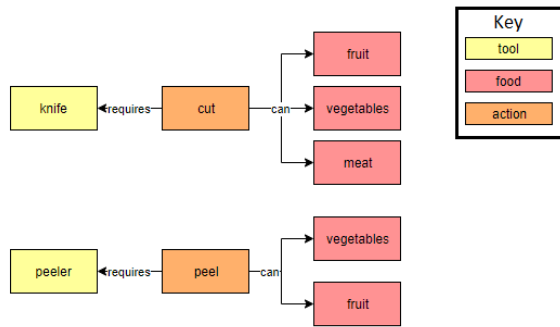 Key
tool
food
action
fruit
knife
requires
cut
can
vegetables
meat
vegetables
peeler
requires
peel
can
fruit